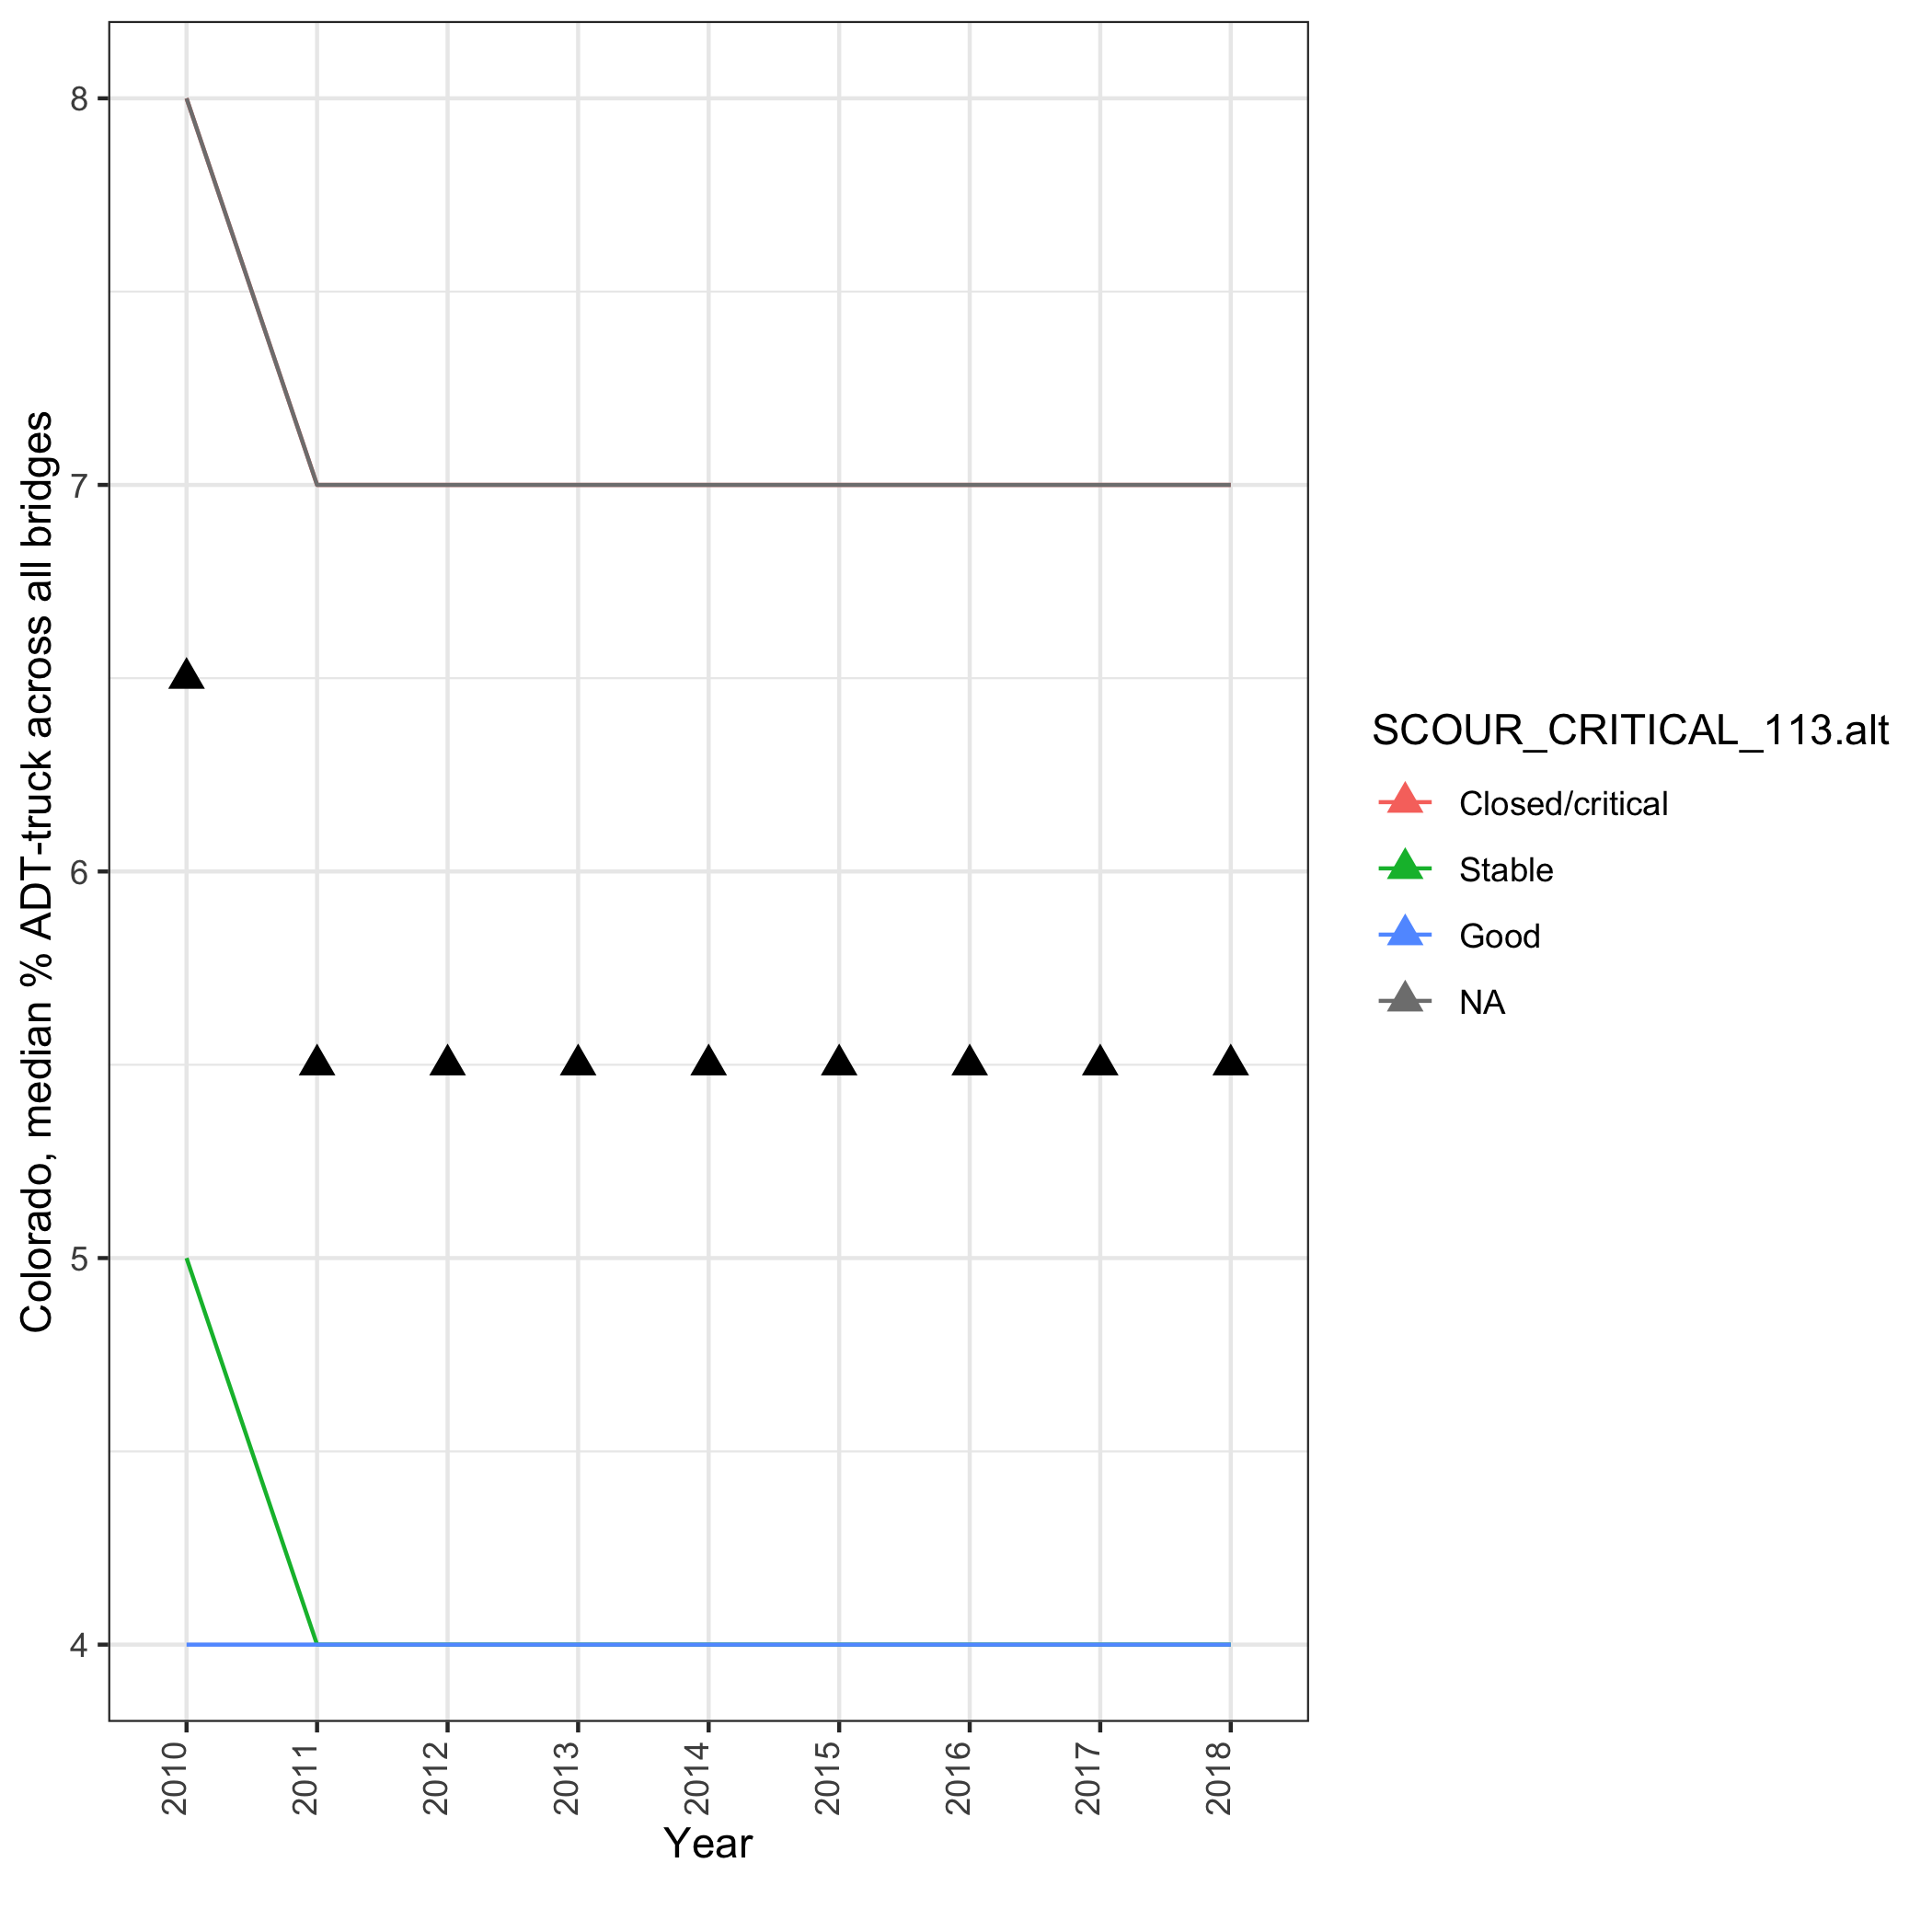 Colorado, median % ADT-truck across all bridges
8
7
6
5
4
2010
2011
2012
2013
2014
2015
2016
2017
2018
Year
SCOUR_CRITICAL_113.alt
Closed/critical
Stable
Good
NA